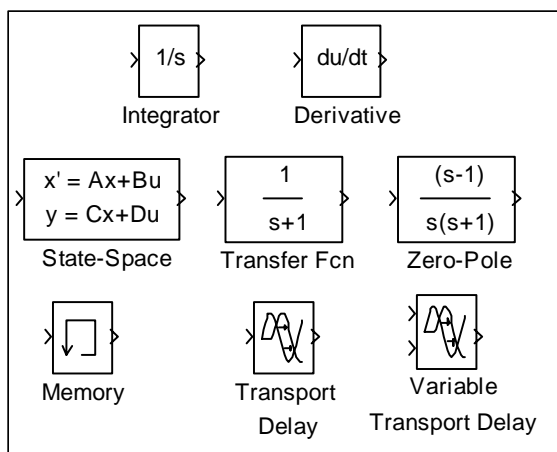 1/s
du/dt
Integrator
Derivative
x' = Ax+Bu
y = Cx+Du
1
s+1
(s-1)
s(s+1)
State-Space
Transfer Fcn
Zero-Pole
Memory
Transport
Delay
Variable
Transport Delay